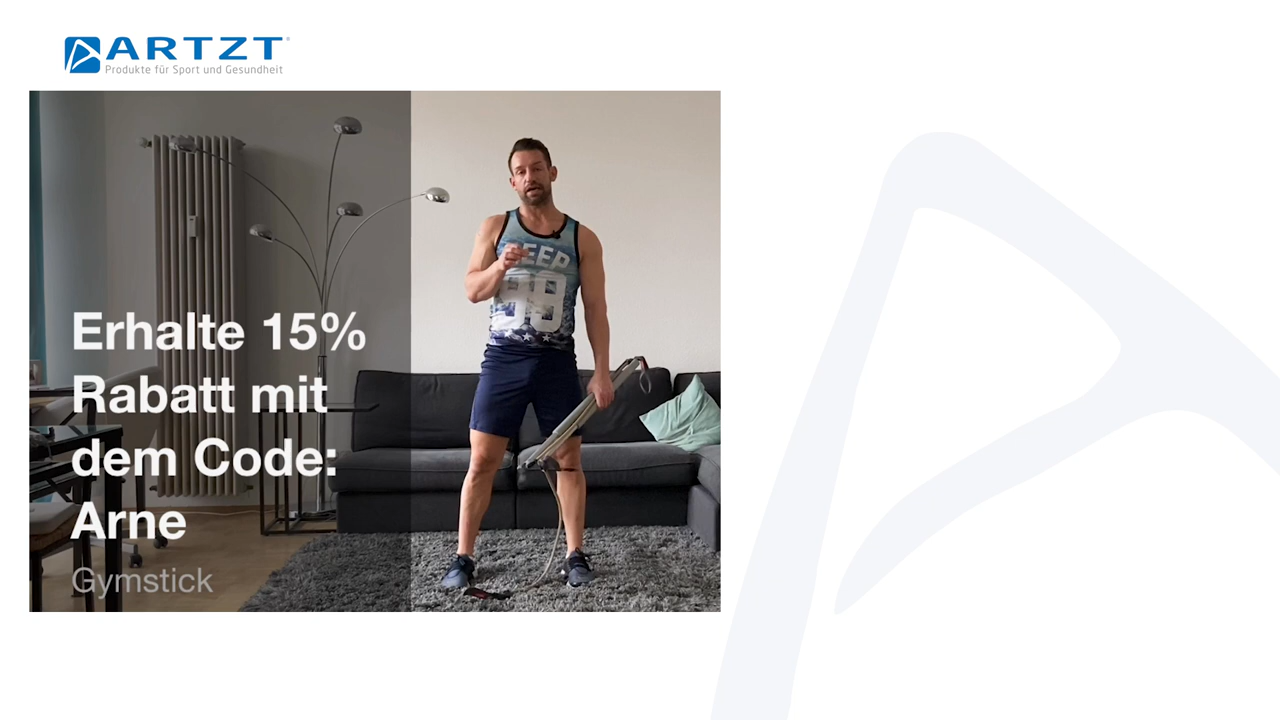 ARTZT
Produkte für Sport und Gesundheit
Erhalte 15%
Rabatt mit
dem Code:
Arne
Gymstick